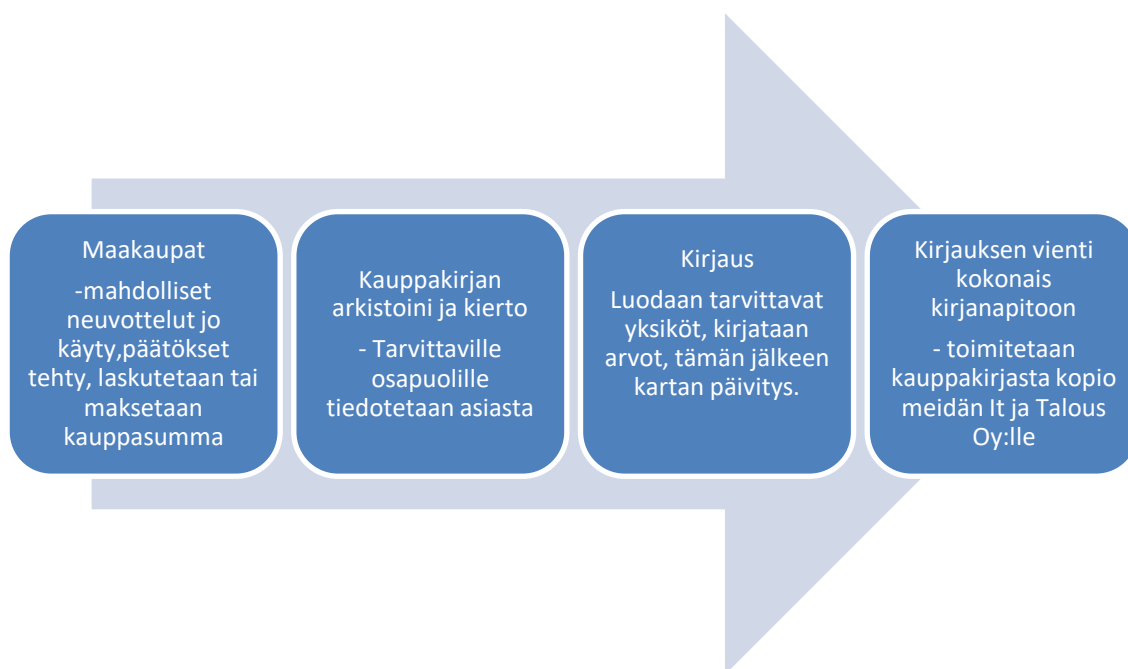 Maakaupat
-mahdolliset
neuvottelut jo
käyty,päätökset
tehty, laskutetaan tai
maksetaan
kauppasumma
Kauppakirjan
arkistoini ja kierto
- Tarvittaville
osapuolille
tiedotetaan asiasta
Kirjaus
Luodaan tarvittavat
yksiköt, kirjataan
arvot, tämän jälkeen
kartan päivitys.
Kirjauksen vienti
kokonais
kirjanapitoon
- toimitetaan
kauppakirjasta kopio
meidän It ja Talous
Oy:lle